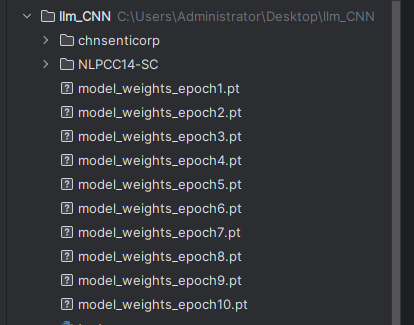 llm_CNN C:\Users\Administrator\Desktop\llm_CNN
chnsenticorp
NLPCC14-SC
model_weights_epoch1.pt
model_weights_epoch2.pt
model_weights_epoch3.pt
model_weights_epoch4.pt
model_weights_epoch5.pt
model_weights_epoch6.pt
model_weights_epoch7.pt
model_weights_epoch8.pt
model_weights_epoch9.pt
model_weights_epoch10.pt